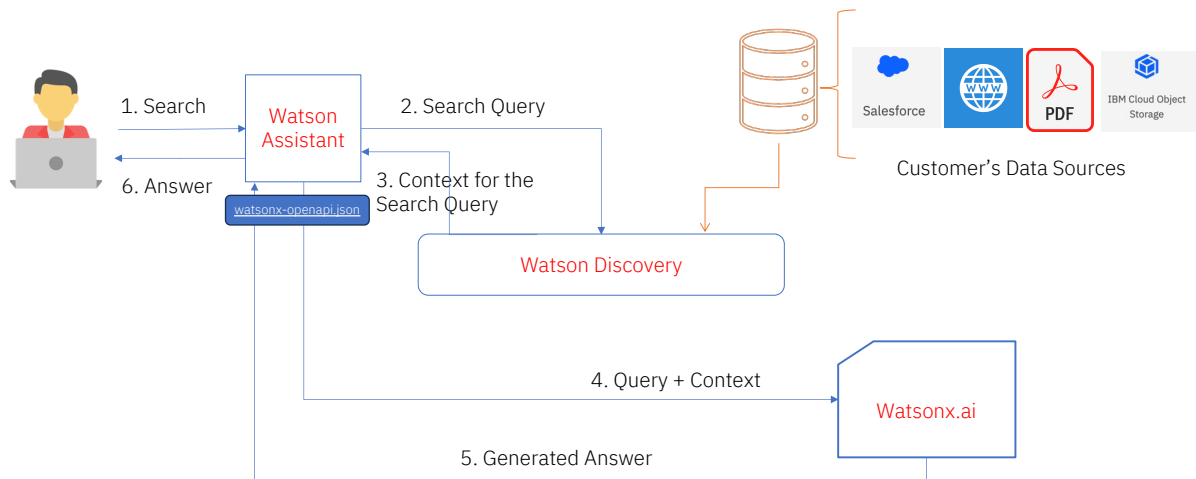 1. Search
6. Answer
Watson
Assistant
watsonx-openapi.json
2. Search Query
3. Context for the
Search Query
Watson Discovery
Salesforce
WWW
PDF
IBM Cloud Object
Storage
Customer’s Data Sources
4. Query + Context
Watsonx.ai
5. Generated Answer